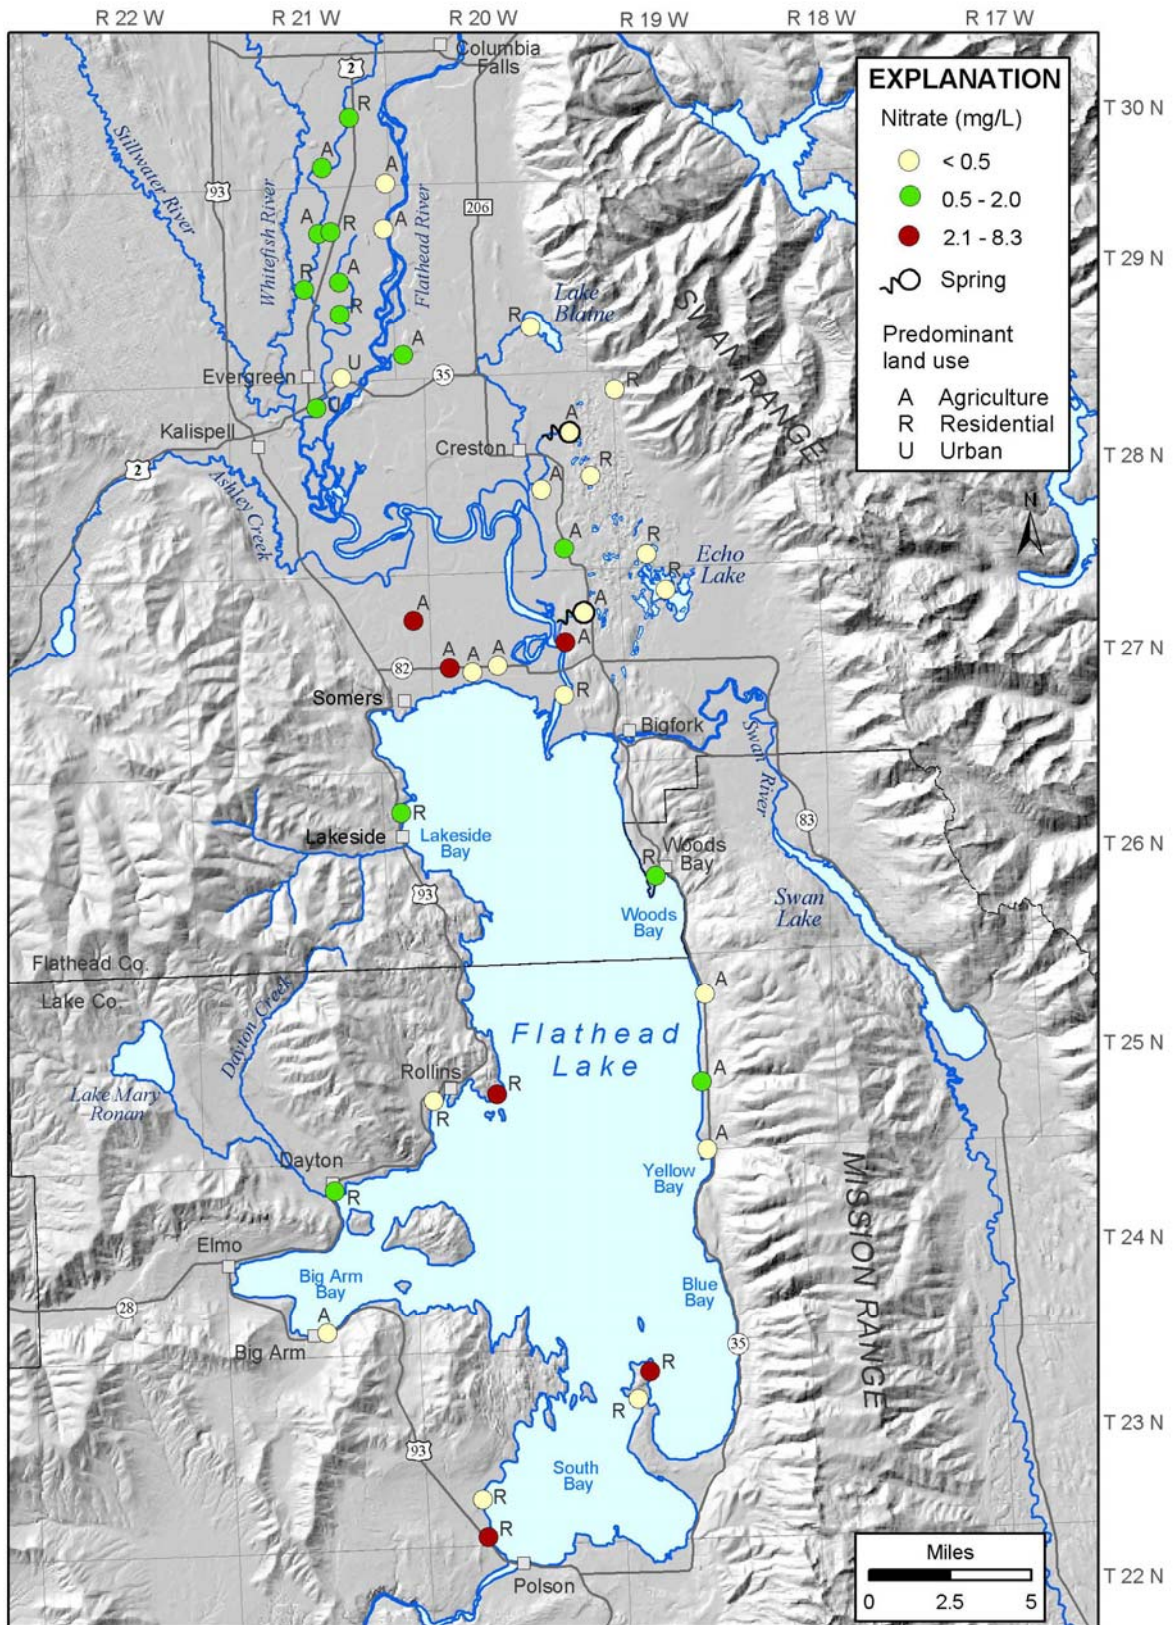 R 22 W
R 21 W
R 20 W
R 19 W
R 18 W
R 17 W
Columbia
Falls
2
R
EXPLANATION
Nitrate (mg/L)
< 0.5
0.5 - 2.0
2.1 - 8.3
Spring
Predominant
land use
A Agriculture
R Residential
U Urban
T 30 N
Stillwater River
A
A
93
Whitefish River
Flathead River
206
A
R
A
T 29 N
R
A
R
Lake
Blaine
R
SWAN RANGE
A
U
Evergreen
35
R
U
Kalispell
A
Creston
T 28 N
2
R
A
Ashley Creek
N
A
R
Echo
Lake
R
A
A
A
T 27 N
82
A
A
A
Somers
R
Bigfork
Swan
River
R
Lakeside
Lakeside
Bay
83
T 26 N
R
Woods
Bay
93
Woods
Bay
Swan
Lake
Flathead Co.
Lake Co.
A
Dayton Creek
Flathead
Lake
T 25 N
Rollins
R
A
Lake Mary
Ronan
R
A
Dayton
Yellow
Bay
MISSION RANGE
R
Elmo
T 24 N
Big Arm
Bay
Blue
Bay
28
A
Big Arm
35
R
R
T 23 N
93
South
Bay
R
R
Polson
Miles
0 2.5 5
T 22 N